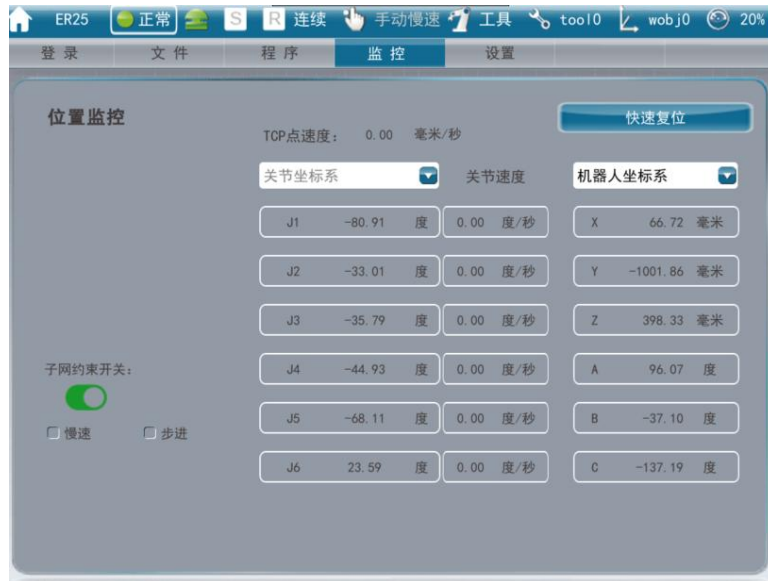 ER25 正常 S R 连续 手动慢速 工具 tool0 wobj0 20%
登录 文件 程序 监控 设置
位置监控 快速复位
TCP点速度： 0.00 毫米/秒
关节坐标系 关节速度 机器人坐标系
J1 -80.91 度 0.00 度/秒 X 66.72 毫米
J2 -33.01 度 0.00 度/秒 Y -1001.86 毫米
J3 -35.79 度 0.00 度/秒 Z 398.33 毫米
子网约束开关： J4 -44.93 度 0.00 度/秒 A 96.07 度
J5 -68.11 度 0.00 度/秒 B -37.10 度
慢速 步进
J6 23.59 度 0.00 度/秒 C -137.19 度